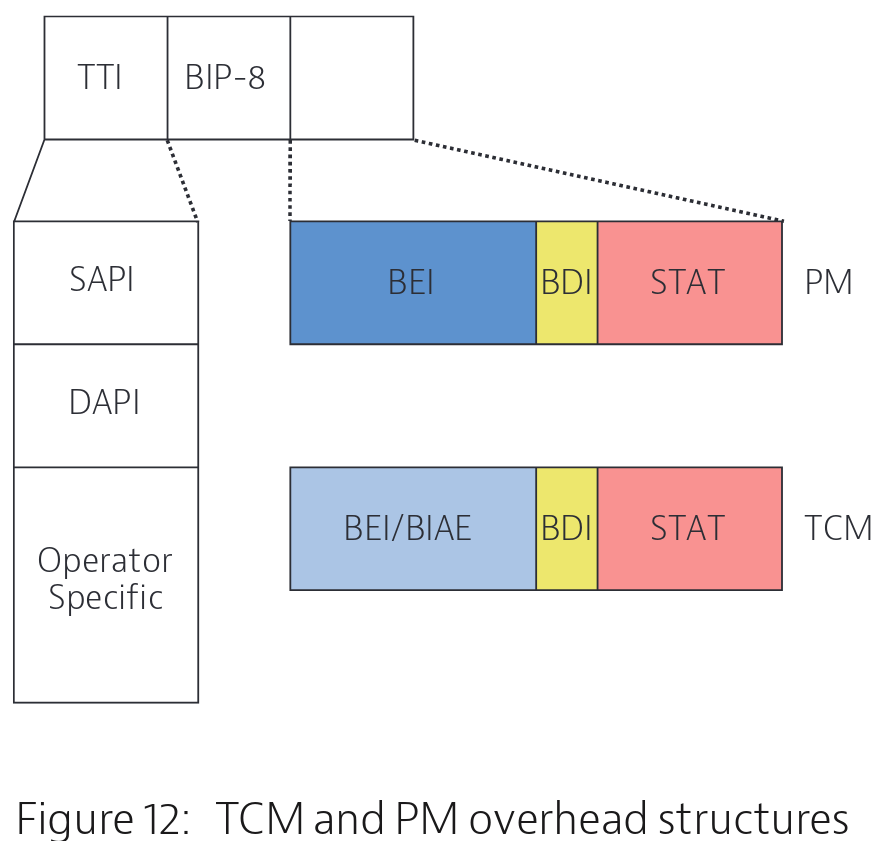 TTI
BIP-8
SAPI
BEI
BDI
STAT
PM
DAPI
BEI/BIAE
BDI
STAT
TCM
Operator
Specific
Figure 12: TCM and PM overhead structures